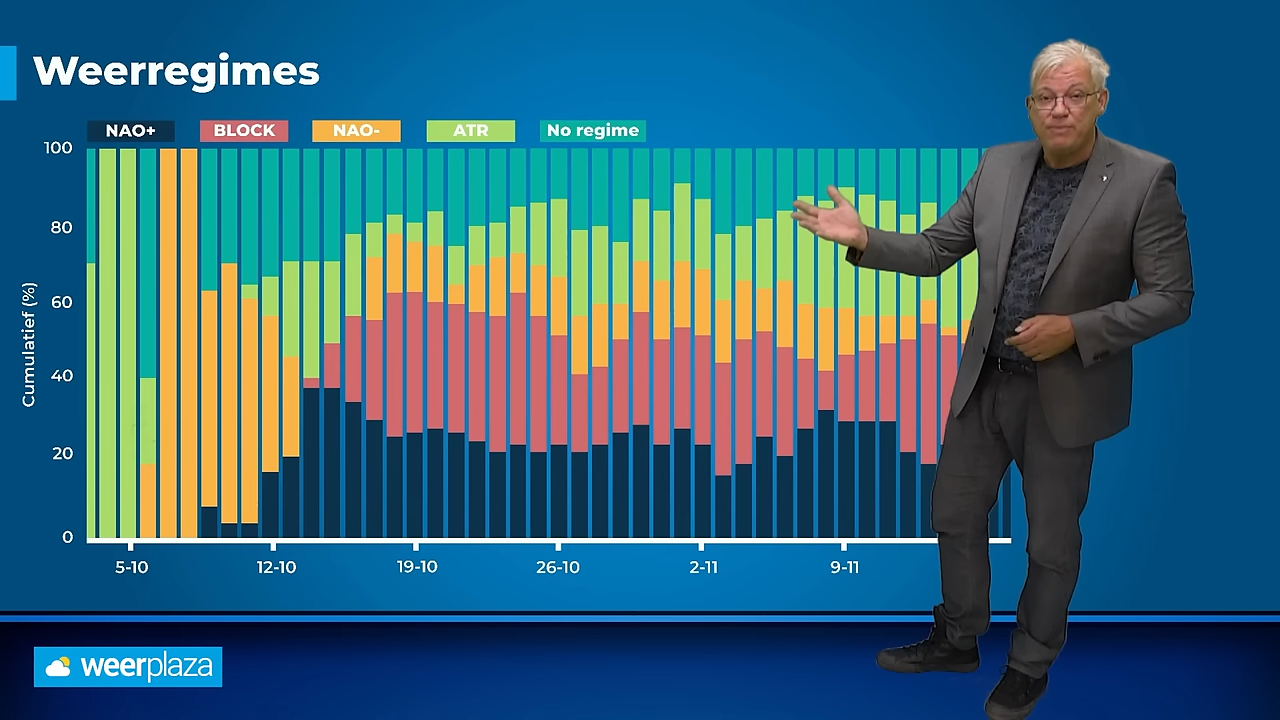 Weerregimes
NAO+ BLOCK NAO- ATR No regime
Cumulatief (%)
100
80
60
40
20
0
5-10 12-10 19-10 26-10 2-11 9-11
weerplaza